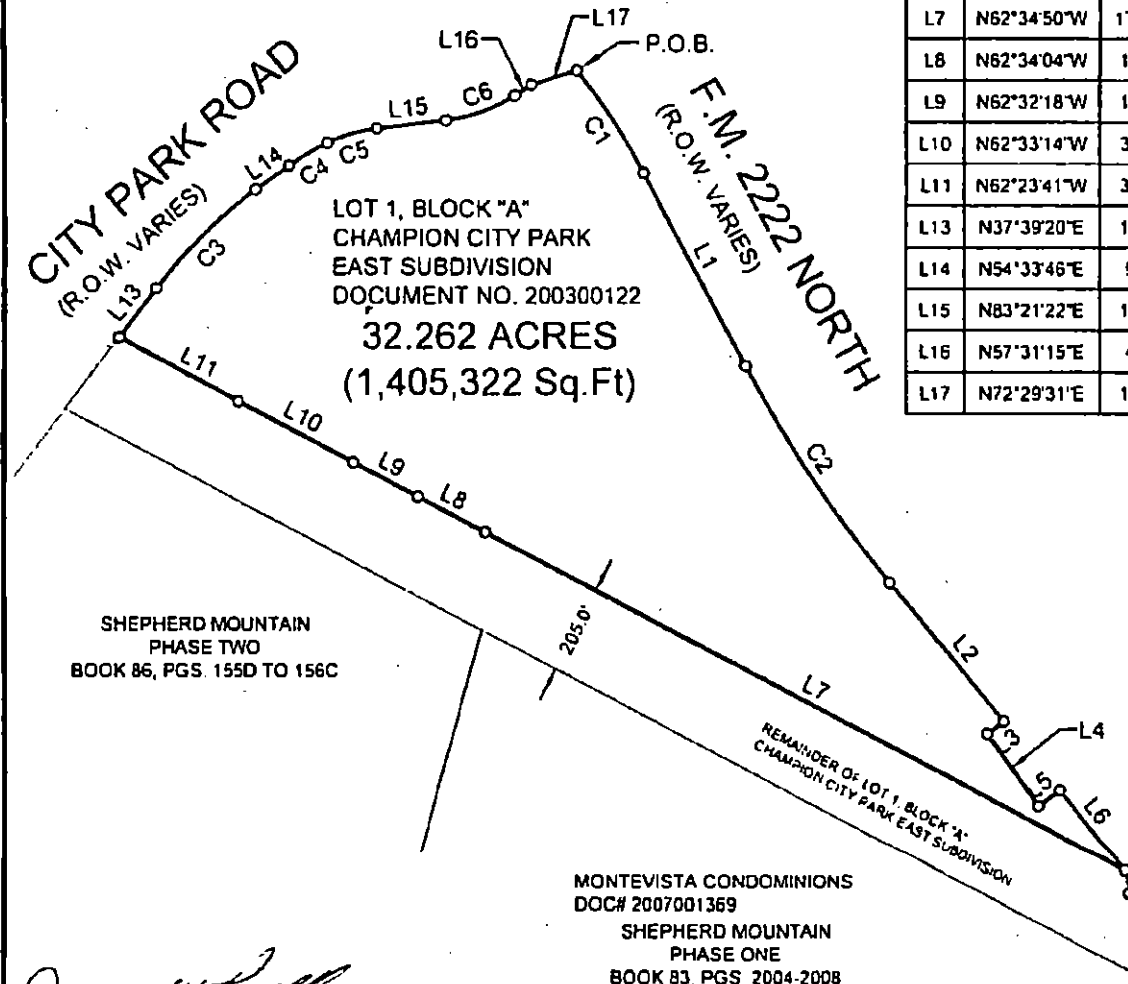 L7 N62°34'50"W
L8 N62°34'04"W
L9 N62°32'18"W
L10 N62°33'14"W
L11 N62°23'41"W
L13 N37°39'20"E
L14 N54°33'46"E
L15 N83°21'22"E
L16 N57°31'15"E
L17 N72°29'31"E
L17
L16
P.O.B.
CITY PARK ROAD
(R.O.W. VARIES)
F.M. 2222 NORTH
(R.O.W. VARIES)
L15
C6
C1
L14
C4
C5
C3
L13
L1
LOT 1, BLOCK "A"
CHAMPION CITY PARK
EAST SUBDIVISION
DOCUMENT NO. 200300122
32.262 ACRES
(1,405,322 Sq.Ft)
L11
L10
L9
L8
C2
205.0'
L2
L7
L3
L4
L5
L6
SHEPHERD MOUNTAIN
PHASE TWO
BOOK 86, PGS. 155D TO 156C
REMAINDER OF LOT 1, BLOCK "A"
CHAMPION CITY PARK EAST SUBDIVISION
MONTEVISTA CONDOMINIONS
DOC# 2007001369
SHEPHERD MOUNTAIN
PHASE ONE
BOOK 83, PGS. 200A-200B